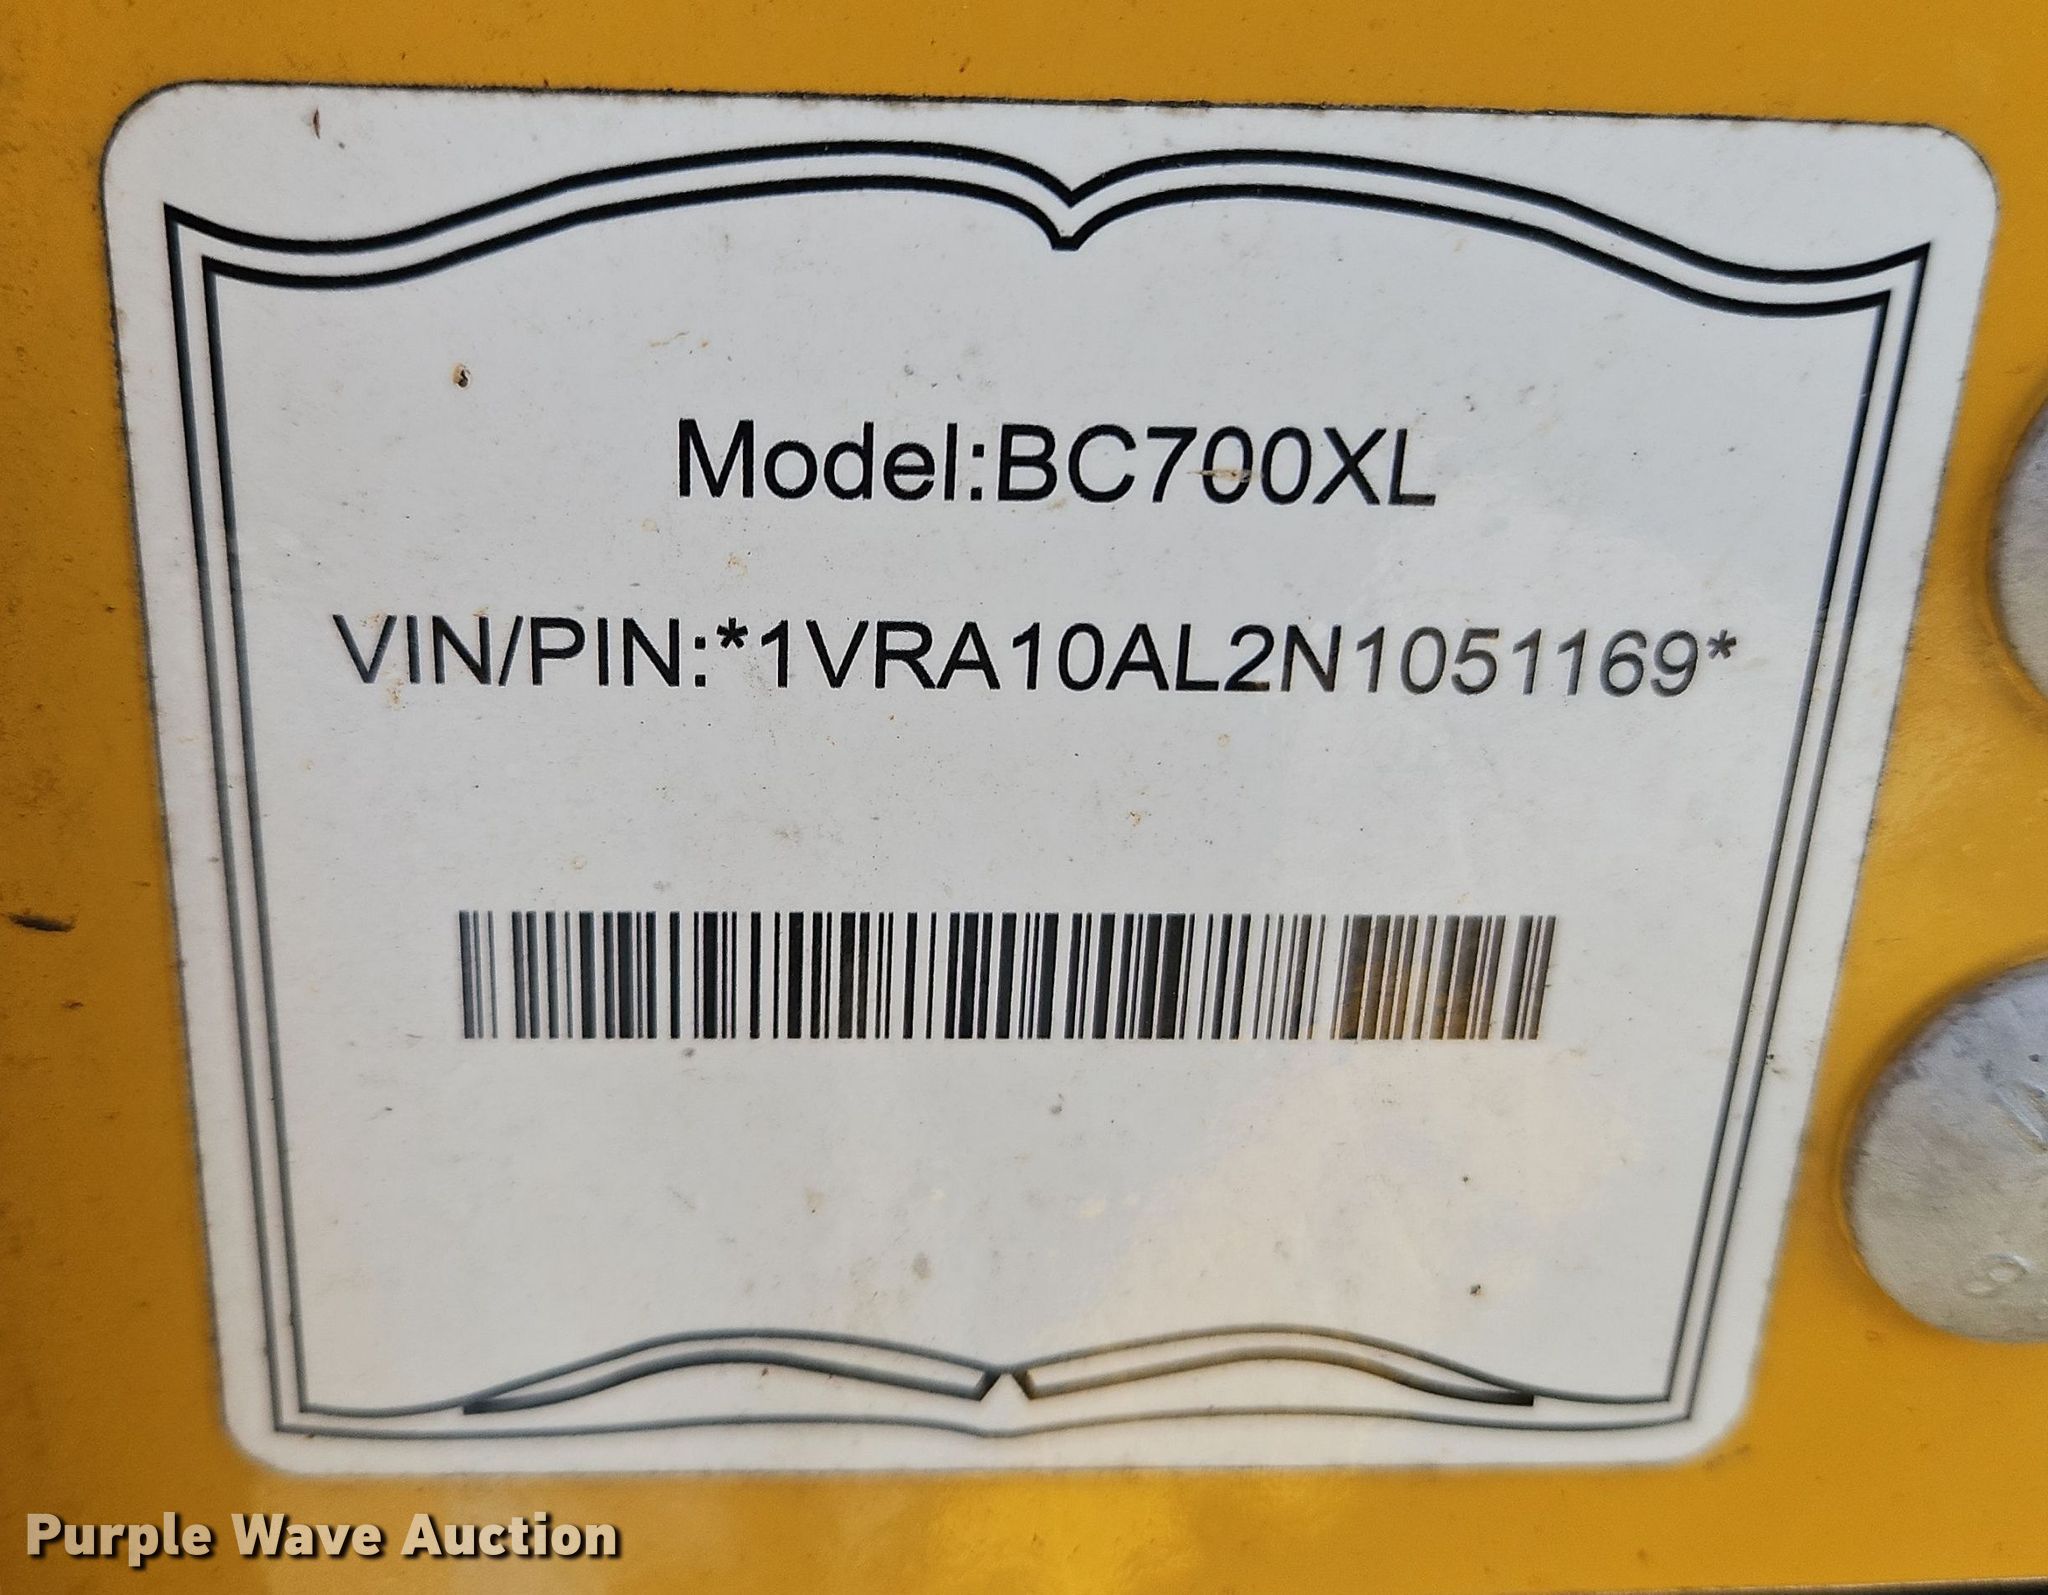 Model:BC700XL
VIN/PIN:*1VRA10AL2N1051169*
Purple Wave Auction